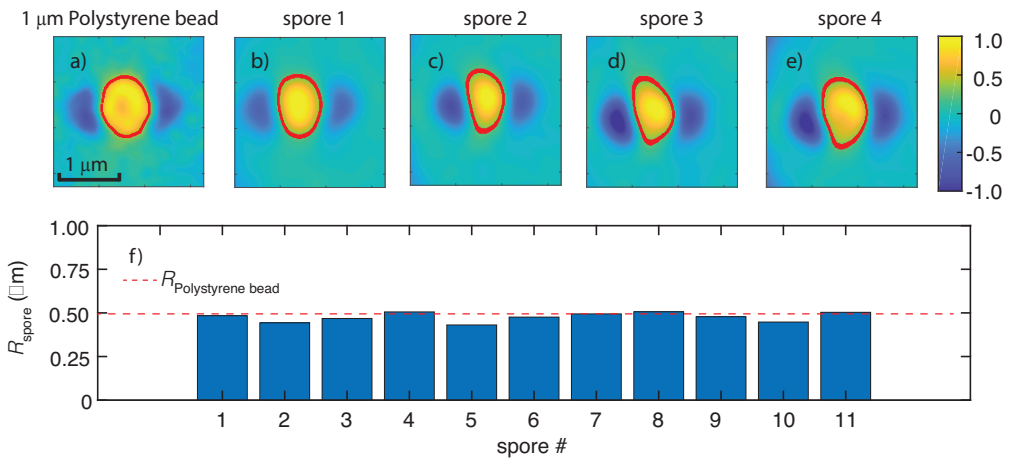 1 μm Polystyrene bead
spore 1
spore 2
spore 3
spore 4
a)
b)
c)
d)
e)
1 μm
1.0
0.5
0
-0.5
-1.0
f)
R_Polystyrene bead
R_spore (□m)
1.00
0.75
0.50
0.25
0
1 2 3 4 5 6 7 8 9 10 11
spore #